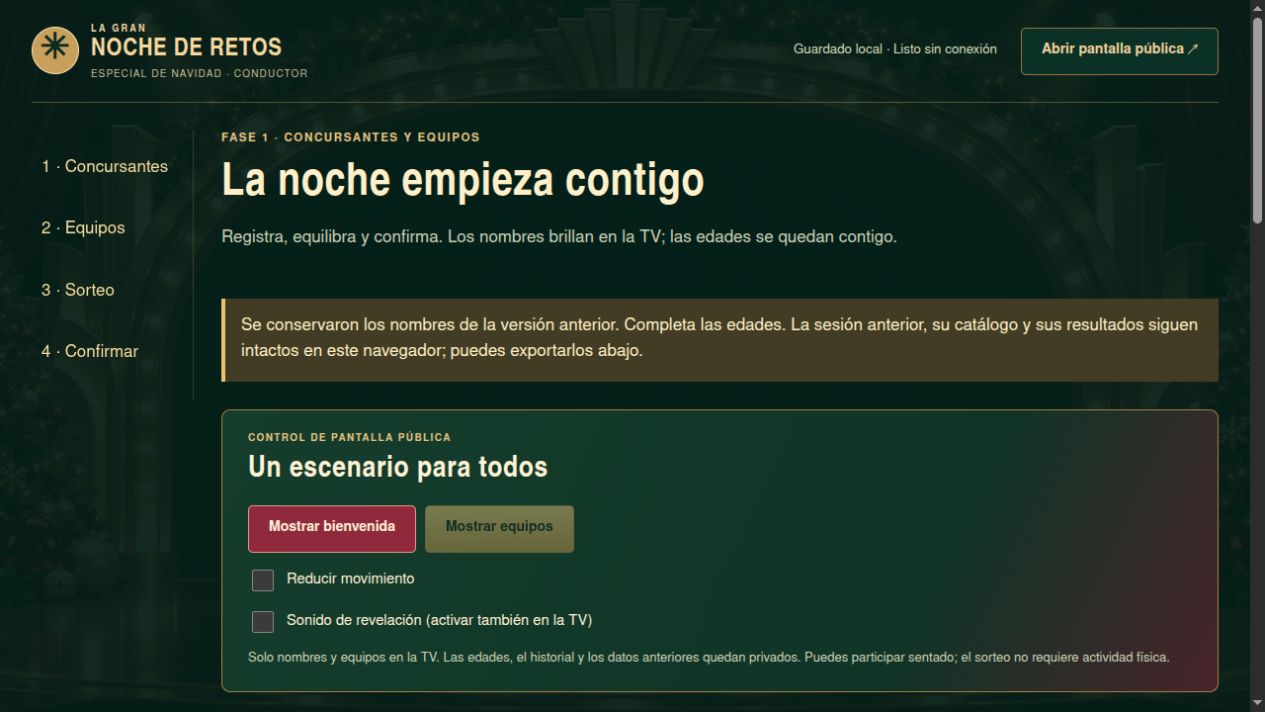 LA GRAN
NOCHE DE RETOS
ESPECIAL DE NAVIDAD · CONDUCTOR
Guardado local · Listo sin conexión
Abrir pantalla pública ↗
1 · Concursantes
2 · Equipos
3 · Sorteo
4 · Confirmar
FASE 1 · CONCURSANTES Y EQUIPOS
La noche empieza contigo
Registra, equilibra y confirma. Los nombres brillan en la TV; las edades se quedan contigo.
Se conservaron los nombres de la versión anterior. Completa las edades. La sesión anterior, su catálogo y sus resultados siguen
intactos en este navegador; puedes exportarlos abajo.
CONTROL DE PANTALLA PÚBLICA
Un escenario para todos
Mostrar bienvenida
Mostrar equipos
Reducir movimiento
Sonido de revelación (activar también en la TV)
Solo nombres y equipos en la TV. Las edades, el historial y los datos anteriores quedan privados. Puedes participar sentado; el sorteo no requiere actividad física.